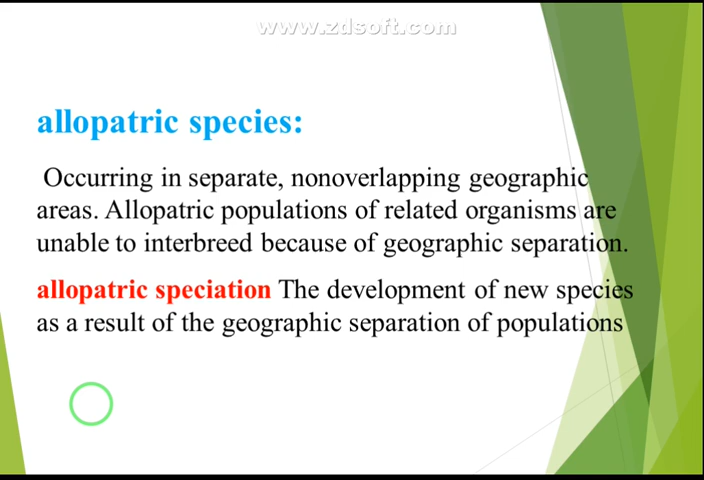 www.zdsoft.com
allopatric species:
Occurring in separate, nonoverlapping geographic
areas. Allopatric populations of related organisms are
unable to interbreed because of geographic separation.
allopatric speciation The development of new species
as a result of the geographic separation of populations